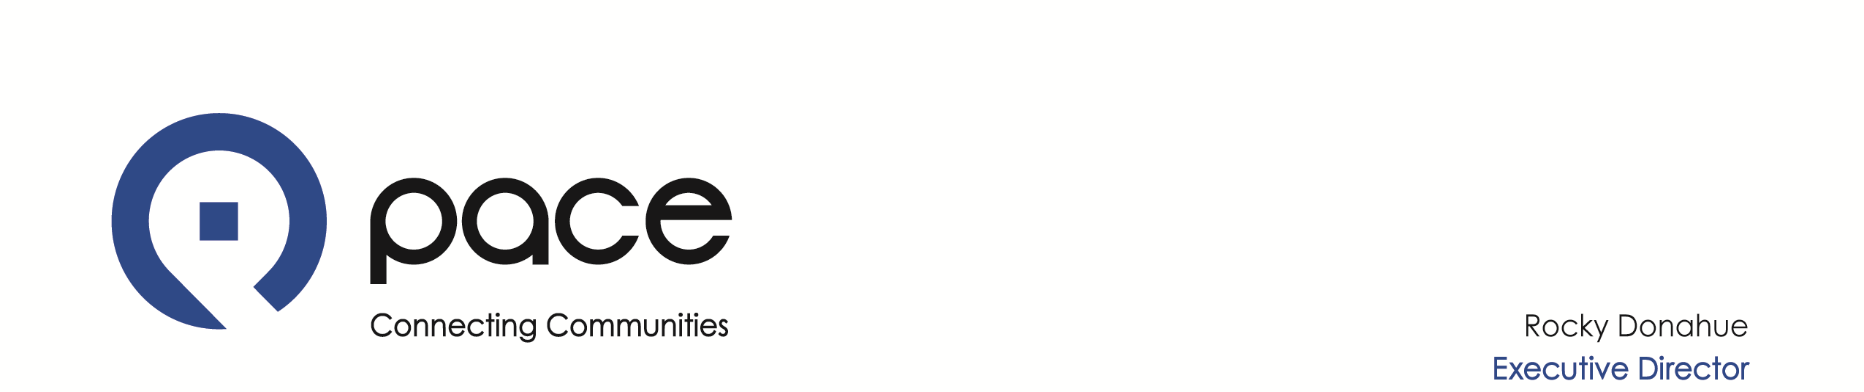 pace
Connecting Communities
Rocky Donahue
Executive Director